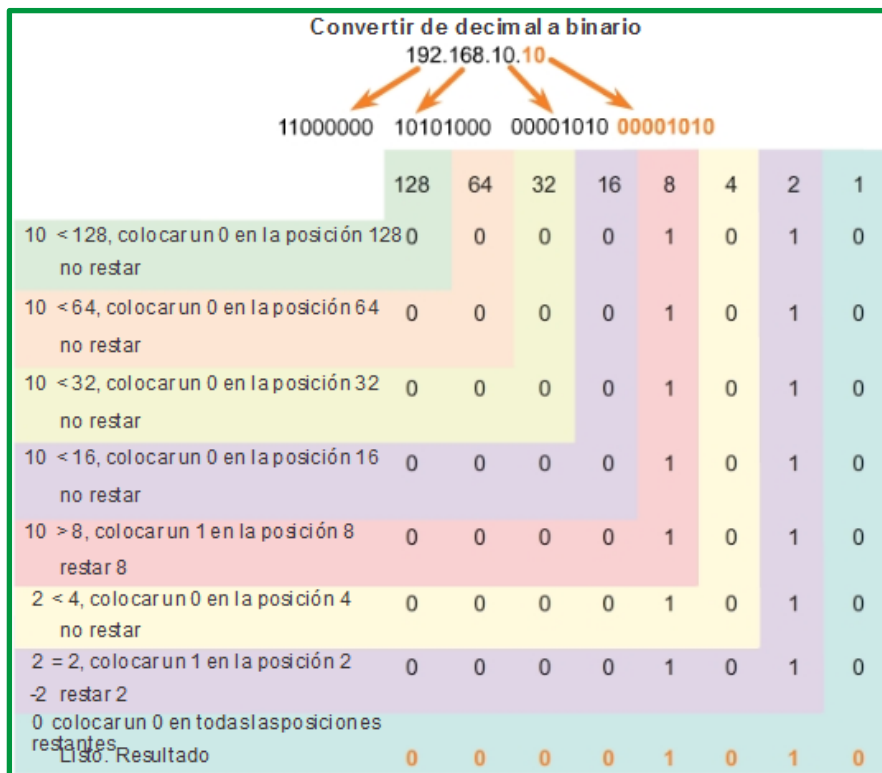 Convertir de decimal a binario
192.168.10.10
11000000 10101000 00001010 00001010
128 64 32 16 8 4 2 1
10 < 128, colocar un 0 en la posición 128 0 0 0 0 1 0 1 0
no restar
10 < 64, colocar un 0 en la posición 64 0 0 0 0 1 0 1 0
no restar
10 < 32, colocar un 0 en la posición 32 0 0 0 0 1 0 1 0
no restar
10 < 16, colocar un 0 en la posición 16 0 0 0 0 1 0 1 0
no restar
10 > 8, colocar un 1 en la posición 8 0 0 0 0 1 0 1 0
restar 8
2 < 4, colocar un 0 en la posición 4 0 0 0 0 1 0 1 0
no restar
2 = 2, colocar un 1 en la posición 2 0 0 0 0 1 0 1 0
-2 restar 2
0 colocar un 0 en todas las posiciones
restantes
Listo. Resultado 0 0 0 0 1 0 1 0